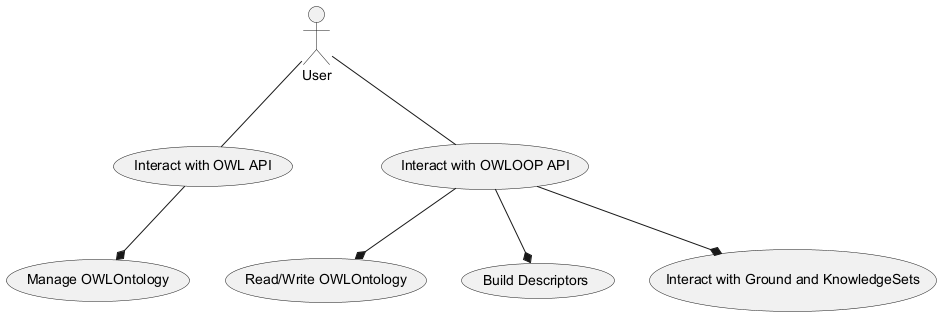 User
Interact with OWL API
Interact with OWLOOP API
Manage OWLOntology
Read/Write OWLOntology
Build Descriptors
Interact with Ground and KnowledgeSets